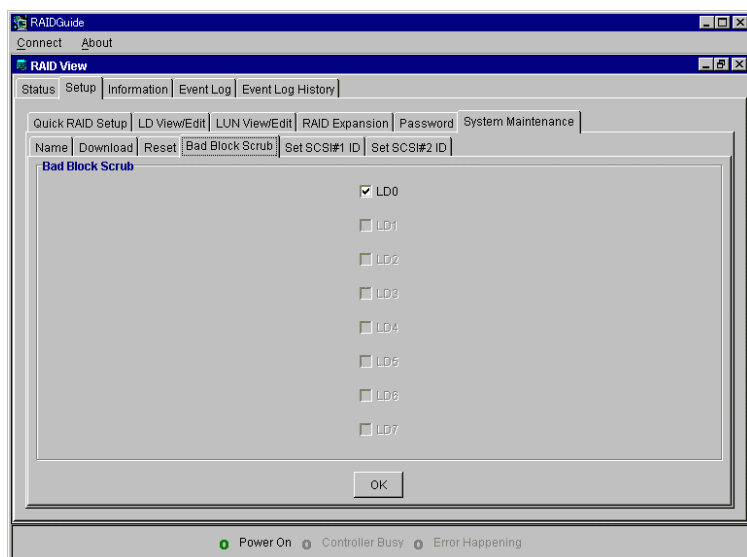 RAIDGuide
Connect About
RAID View
Status Setup Information Event Log Event Log History
Quick RAID Setup LD View/Edit LUN View/Edit RAID Expansion Password System Maintenance
Name Download Reset Bad Block Scrub Set SCSI#1 ID Set SCSI#2 ID
Bad Block Scrub
LD0
LD1
LD2
LD3
LD4
LD5
LD6
LD7
OK
Power On Controller Busy Error Happening